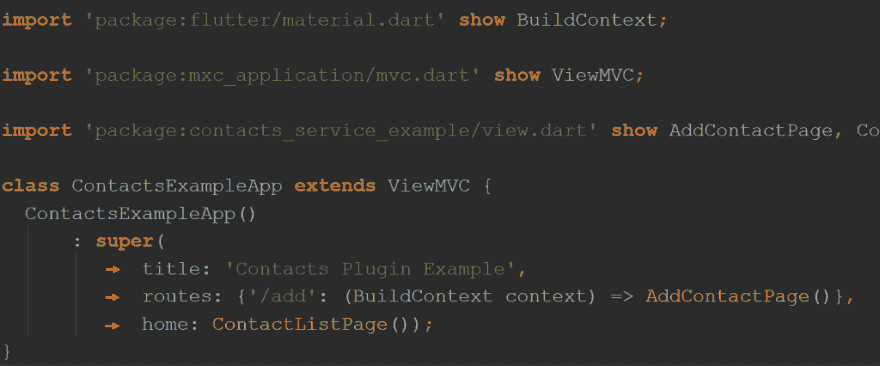 import 'package:flutter/material.dart' show BuildContext;
import 'package:mxc_application/mvc.dart' show ViewMVC;
import 'package:contacts_service_example/view.dart' show AddContactPage, Co
class ContactsExampleApp extends ViewMVC {
ContactsExampleApp()
: super(
title: 'Contacts Plugin Example',
routes: {'/add': (BuildContext context) => AddContactPage()},
home: ContactListPage());
}